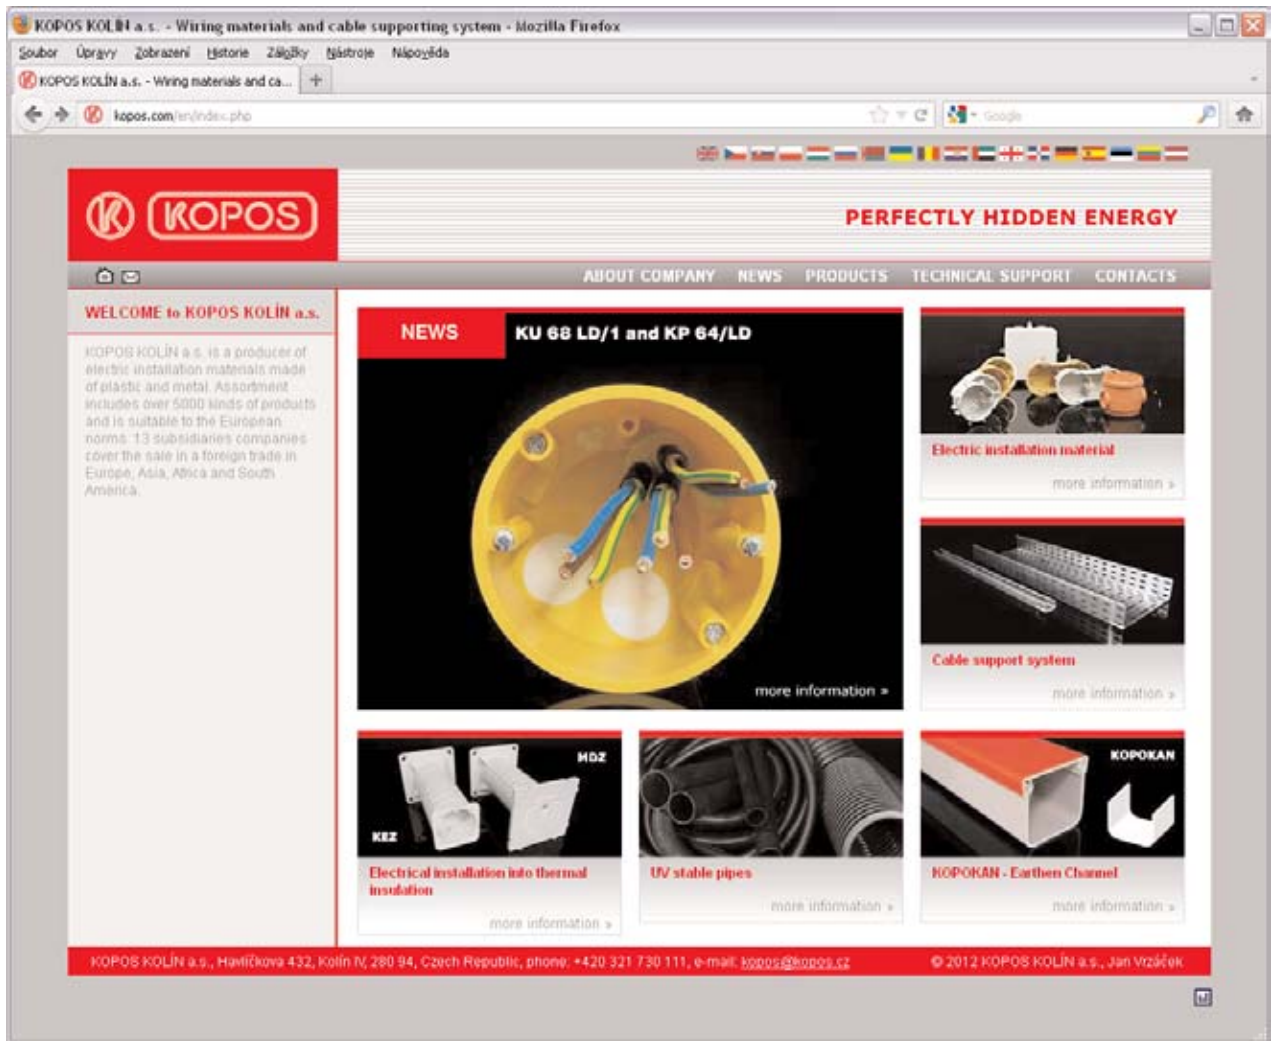 KOPOS KOLÍN a.s. - Wiring materials and cable supporting system - Mozilla Firefox
Soubor Úpravy Zobrazení Historie Záložky Nástroje Nápověda
KOPOS KOLÍN a.s. - Wiring materials and ca...
kopos.com/en/index.php
Google
KOPOS
PERFECTLY HIDDEN ENERGY
ABOUT COMPANY NEWS PRODUCTS TECHNICAL SUPPORT CONTACTS
WELCOME to KOPOS KOLÍN a.s.
KOPOS KOLÍN a.s. is a producer of
electric installation materials made
of plastic and metal. Assortment
includes over 5000 kinds of products
and is suitable to the European
norms. 13 subsidiaries companies
cover the sale in a foreign trade in
Europe, Asia, Africa and South
America.
NEWS
KU 68 LD/1 and KP 64/LD
more information »
Electric installation material
more information »
Cable support system
more information »
MDZ
KEZ
Electrical installation into thermal
insulation
more information »
UV stable pipes
more information »
KOPOKAN
KOPOKAN - Earthen Channel
more information »
KOPOS KOLÍN a.s., Havlíčkova 432, Kolín IV, 280 94, Czech Republic, phone: +420 321 730 111, e-mail: kopos@kopos.cz
© 2012 KOPOS KOLÍN a.s., Jan Vrzáček